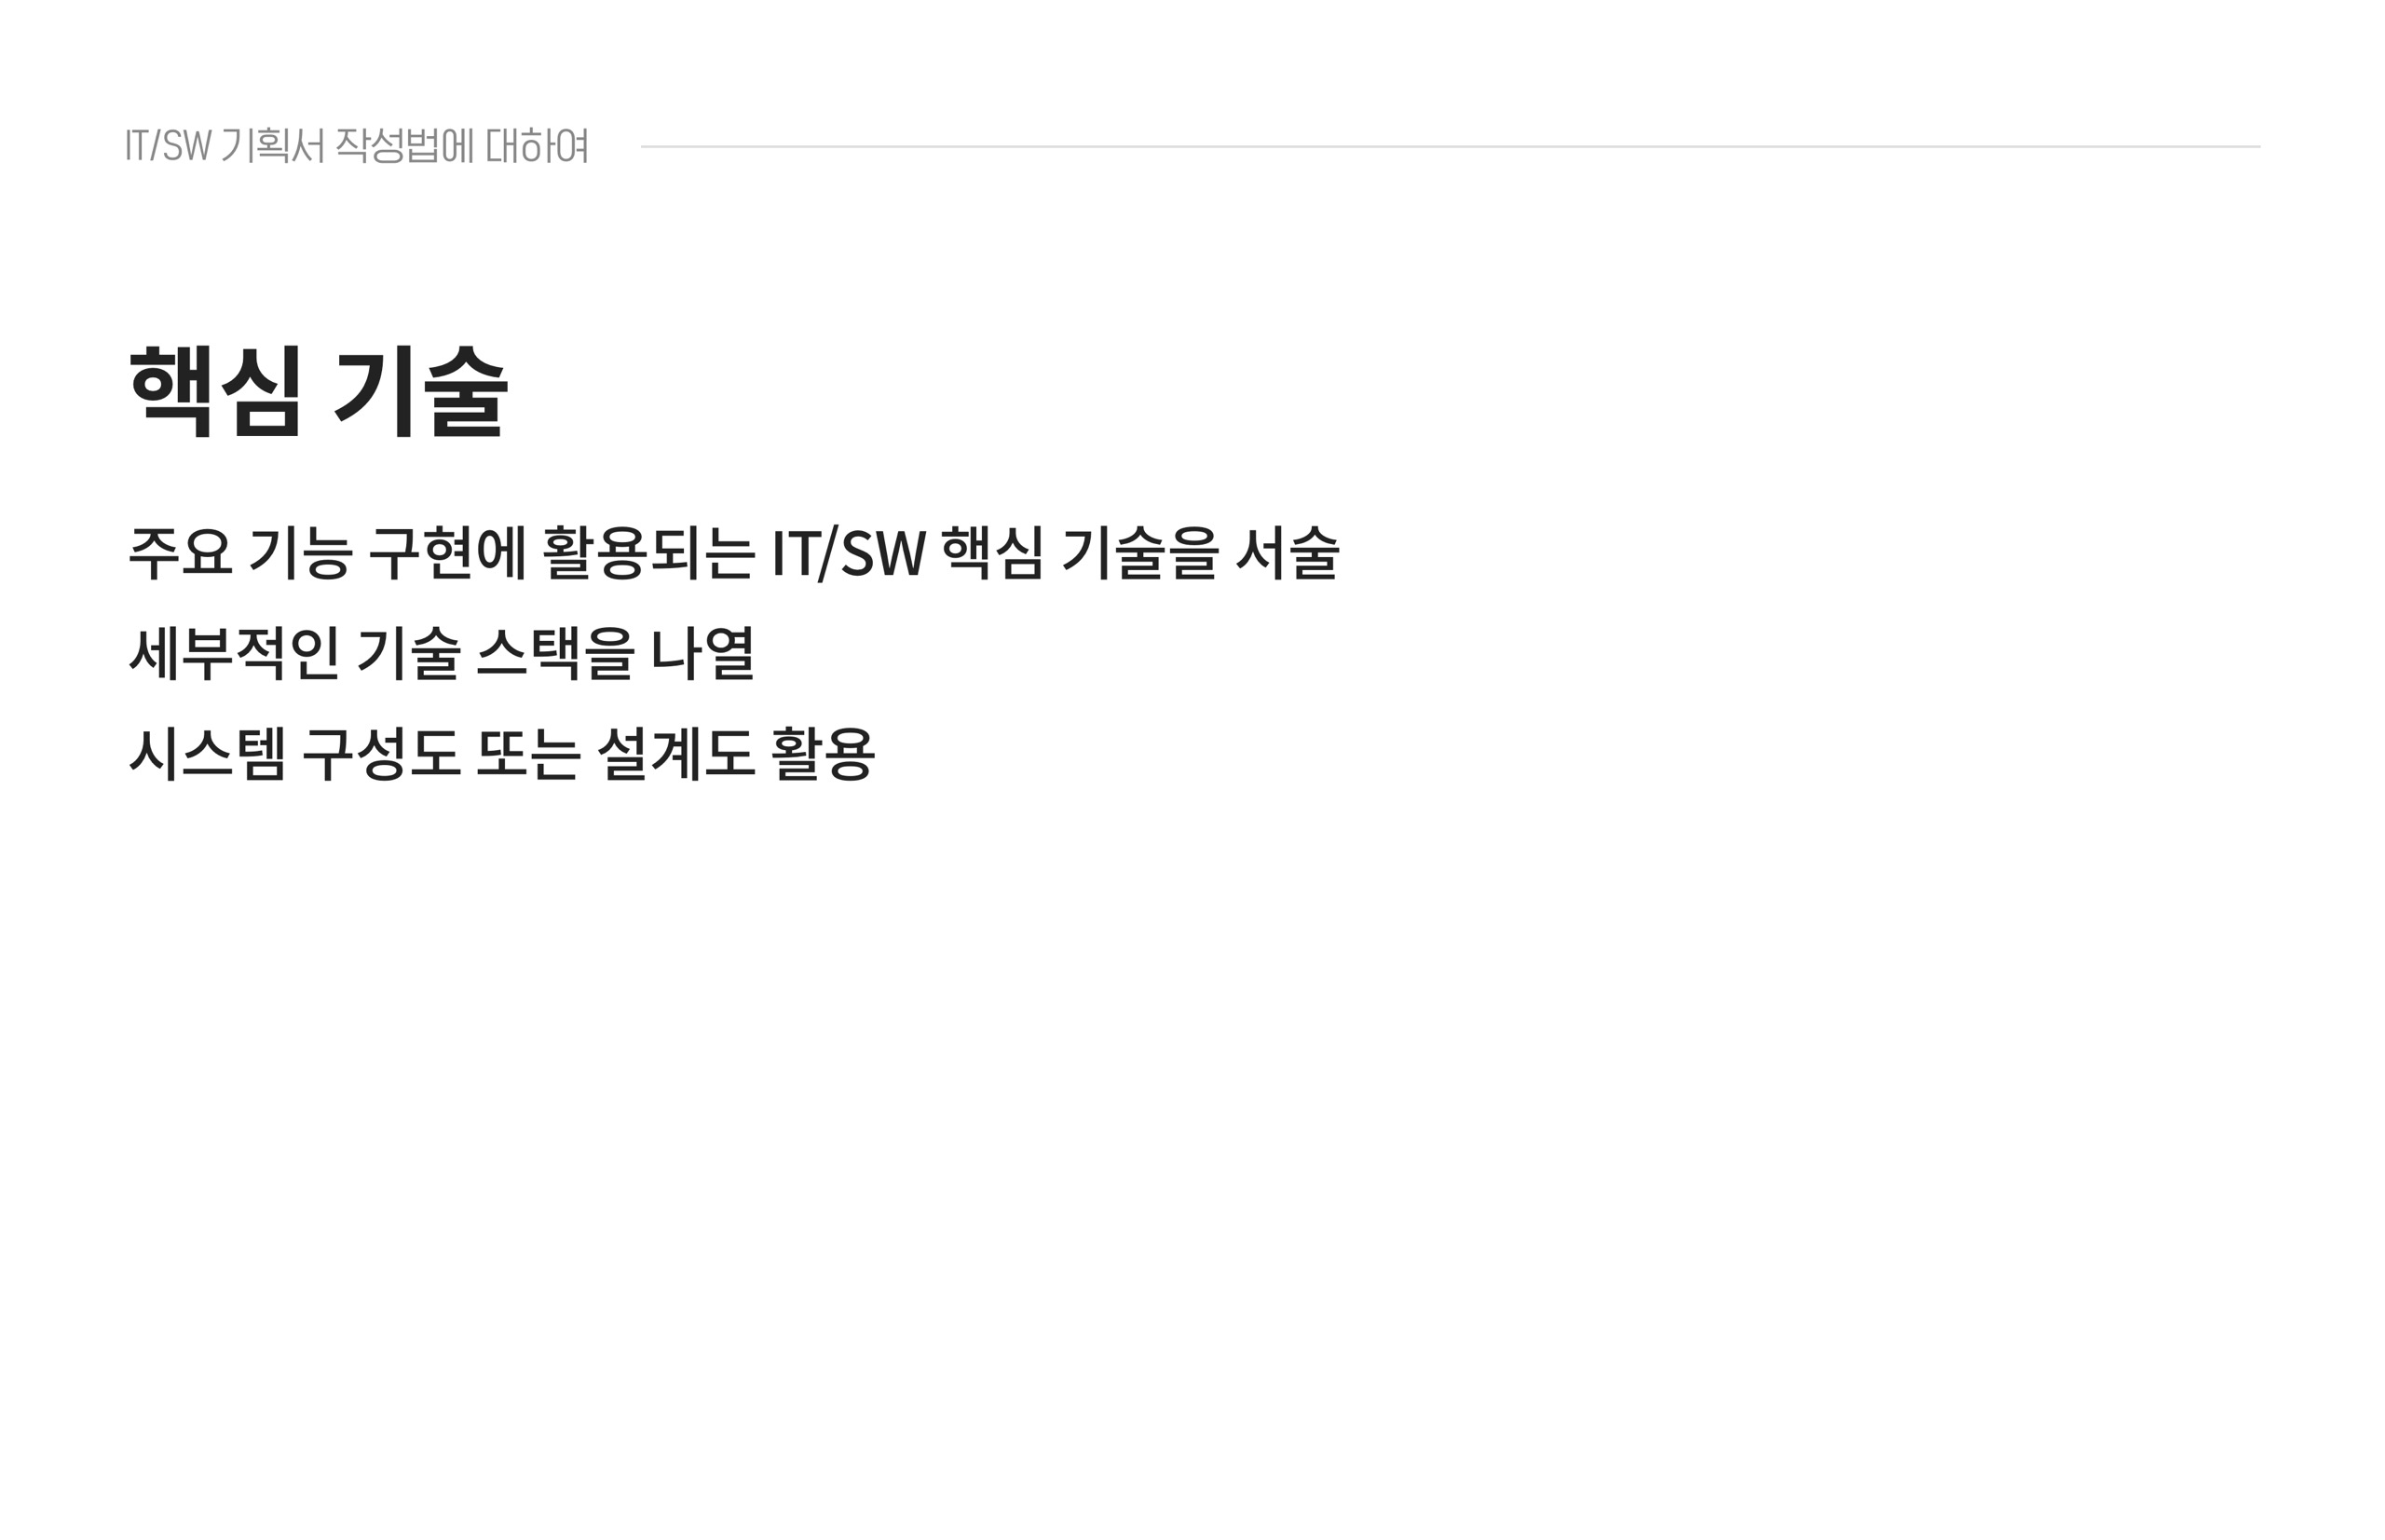 IT/SW 기획서 작성법에 대하여
핵심 기술
주요 기능 구현에 활용되는 IT/SW 핵심 기술을 서술
세부적인 기술 스택을 나열
시스템 구성도 또는 설계도 활용